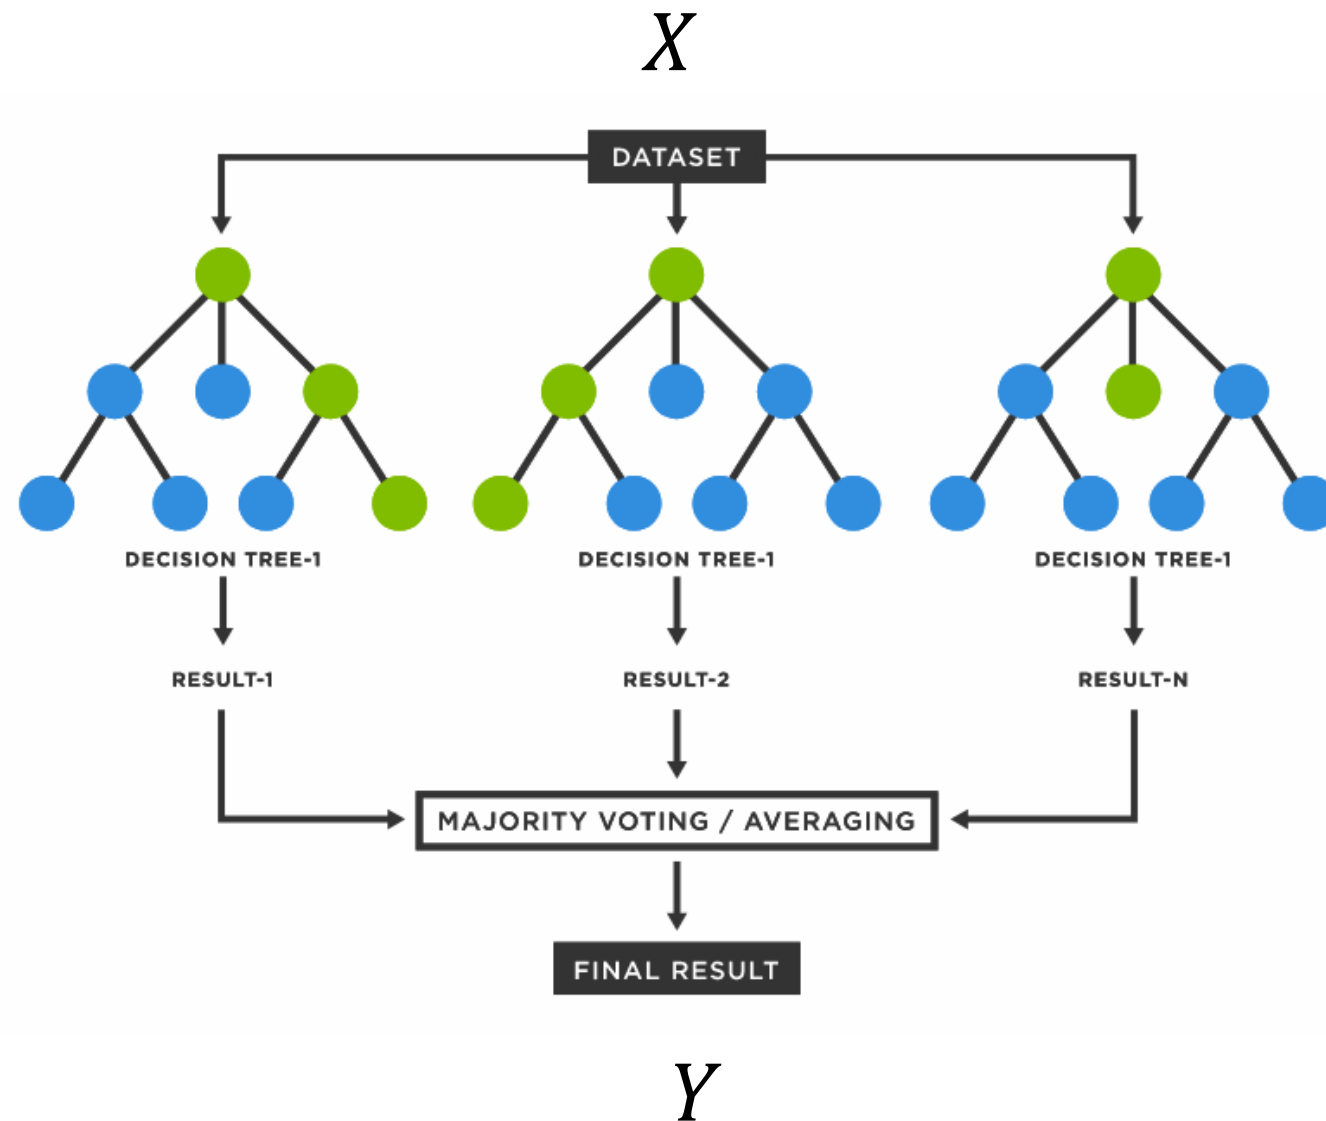 X
DATASET
DECISION TREE-1
DECISION TREE-1
DECISION TREE-1
RESULT-1
RESULT-2
RESULT-N
MAJORITY VOTING / AVERAGING
FINAL RESULT
Y